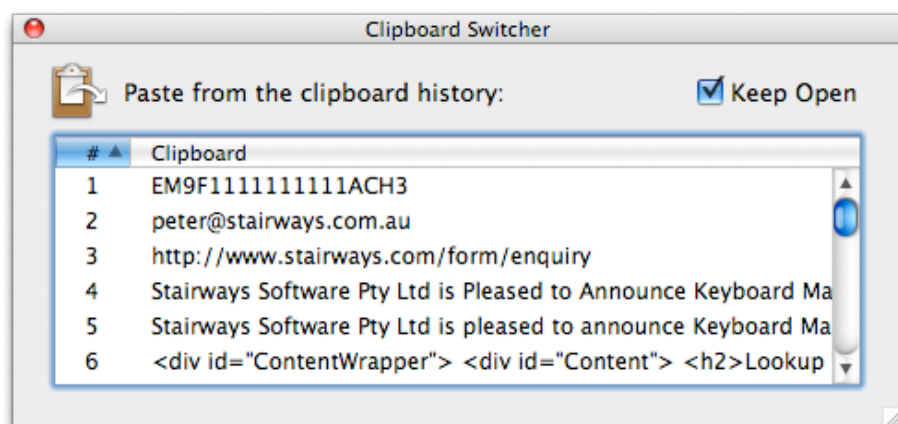 Clipboard Switcher
Paste from the clipboard history:
Keep Open
# Clipboard
1 EM9F1111111111ACH3
2 peter@stairways.com.au
3 http://www.stairways.com/form/enquiry
4 Stairways Software Pty Ltd is Pleased to Announce Keyboard Ma
5 Stairways Software Pty Ltd is pleased to announce Keyboard Ma
6 <div id="ContentWrapper"> <div id="Content"> <h2>Lookup